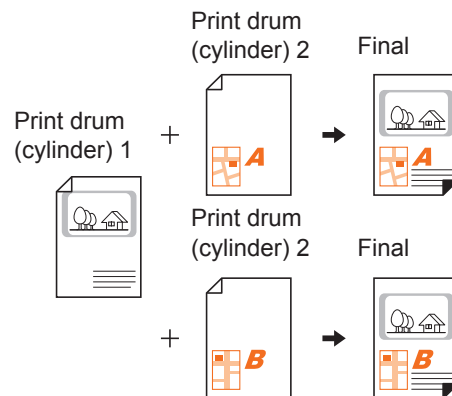 Print drum
(cylinder) 2
Final
Print drum
(cylinder) 1
+
A
A
Print drum
(cylinder) 2
Final
+
B
B